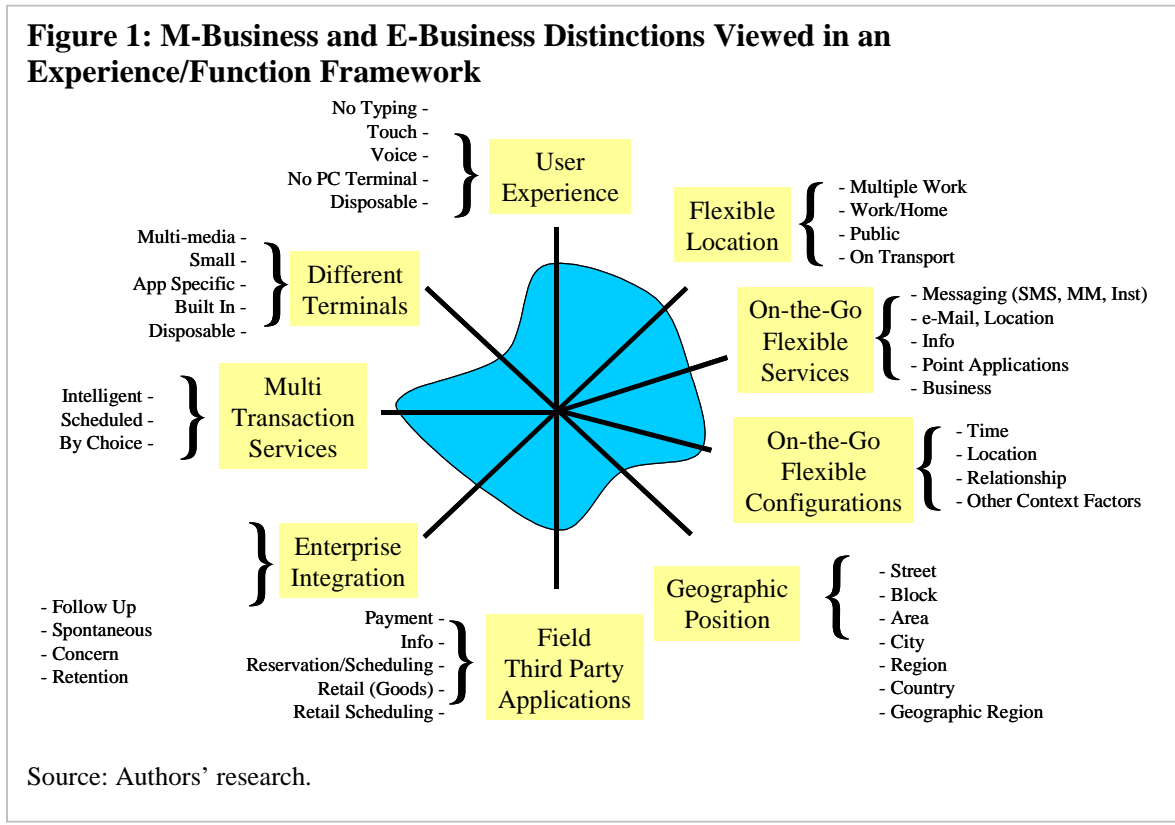 Figure 1: M-Business and E-Business Distinctions Viewed in an
Experience/Function Framework
No Typing -
Touch -
Voice -
No PC Terminal -
Disposable -
User
Experience
Flexible
Location
- Multiple Work
- Work/Home
- Public
- On Transport
Multi-media -
Small -
App Specific -
Built In -
Disposable -
Different
Terminals
On-the-Go
Flexible
Services
- Messaging (SMS, MM, Inst)
- e-Mail, Location
- Info
- Point Applications
- Business
Intelligent -
Scheduled -
By Choice -
Multi
Transaction
Services
On-the-Go
Flexible
Configurations
- Time
- Location
- Relationship
- Other Context Factors
Enterprise
Integration
- Follow Up
- Spontaneous
- Concern
- Retention
Payment -
Info -
Reservation/Scheduling -
Retail (Goods) -
Retail Scheduling -
Field
Third Party
Applications
Geographic
Position
- Street
- Block
- Area
- City
- Region
- Country
- Geographic Region
Source: Authors' research.